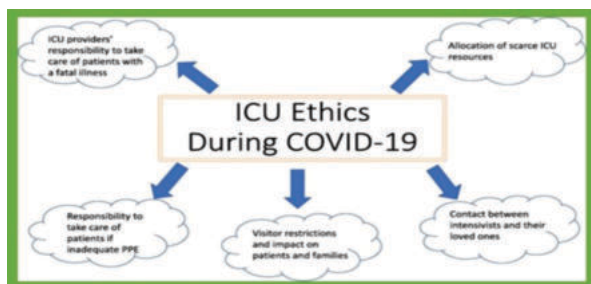 ICU providers'
responsibility to take
care of patients with
a fatal illness
Allocation of scarce ICU
resources
ICU Ethics
During COVID-19
Responsibility to
take care of
patients if
inadequate PPE
Visitor restrictions
and impact on
patients and families
Contact between
intensivists and their
loved ones